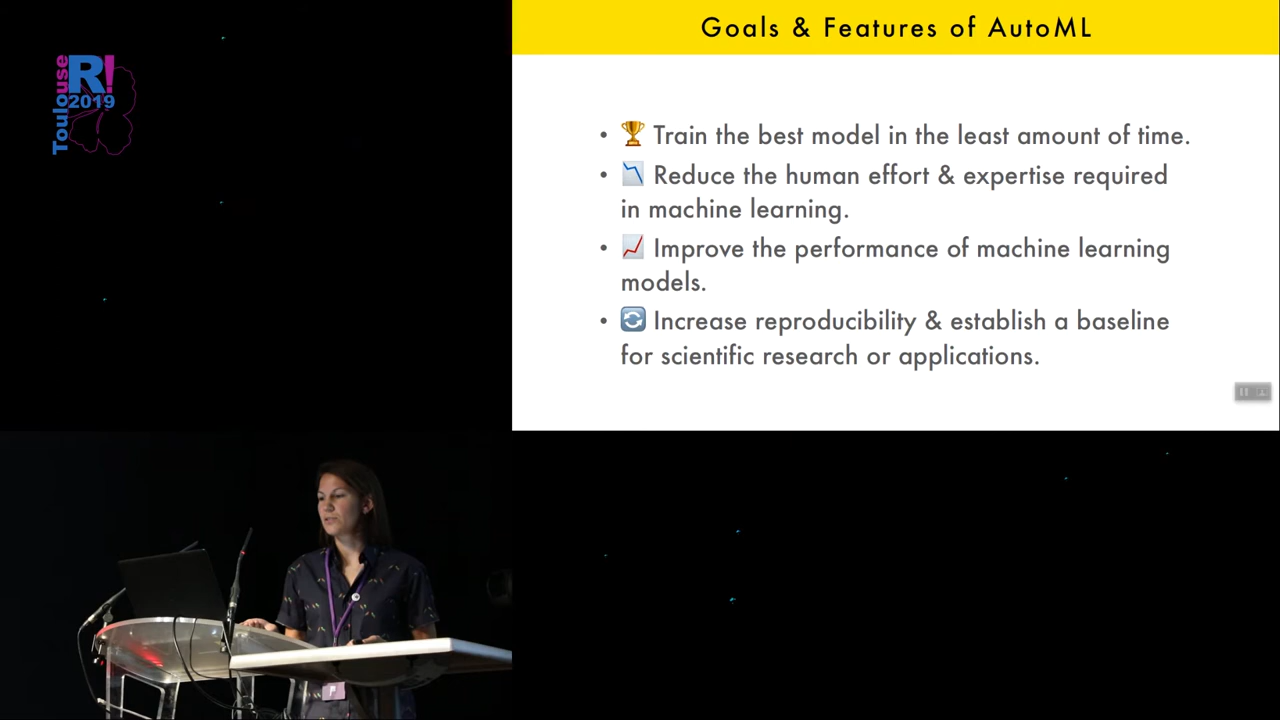 Toulouse
R!
2019
Goals & Features of AutoML
• 🏆 Train the best model in the least amount of time.
• 📉 Reduce the human effort & expertise required
in machine learning.
• 📈 Improve the performance of machine learning
models.
• 🔄 Increase reproducibility & establish a baseline
for scientific research or applications.